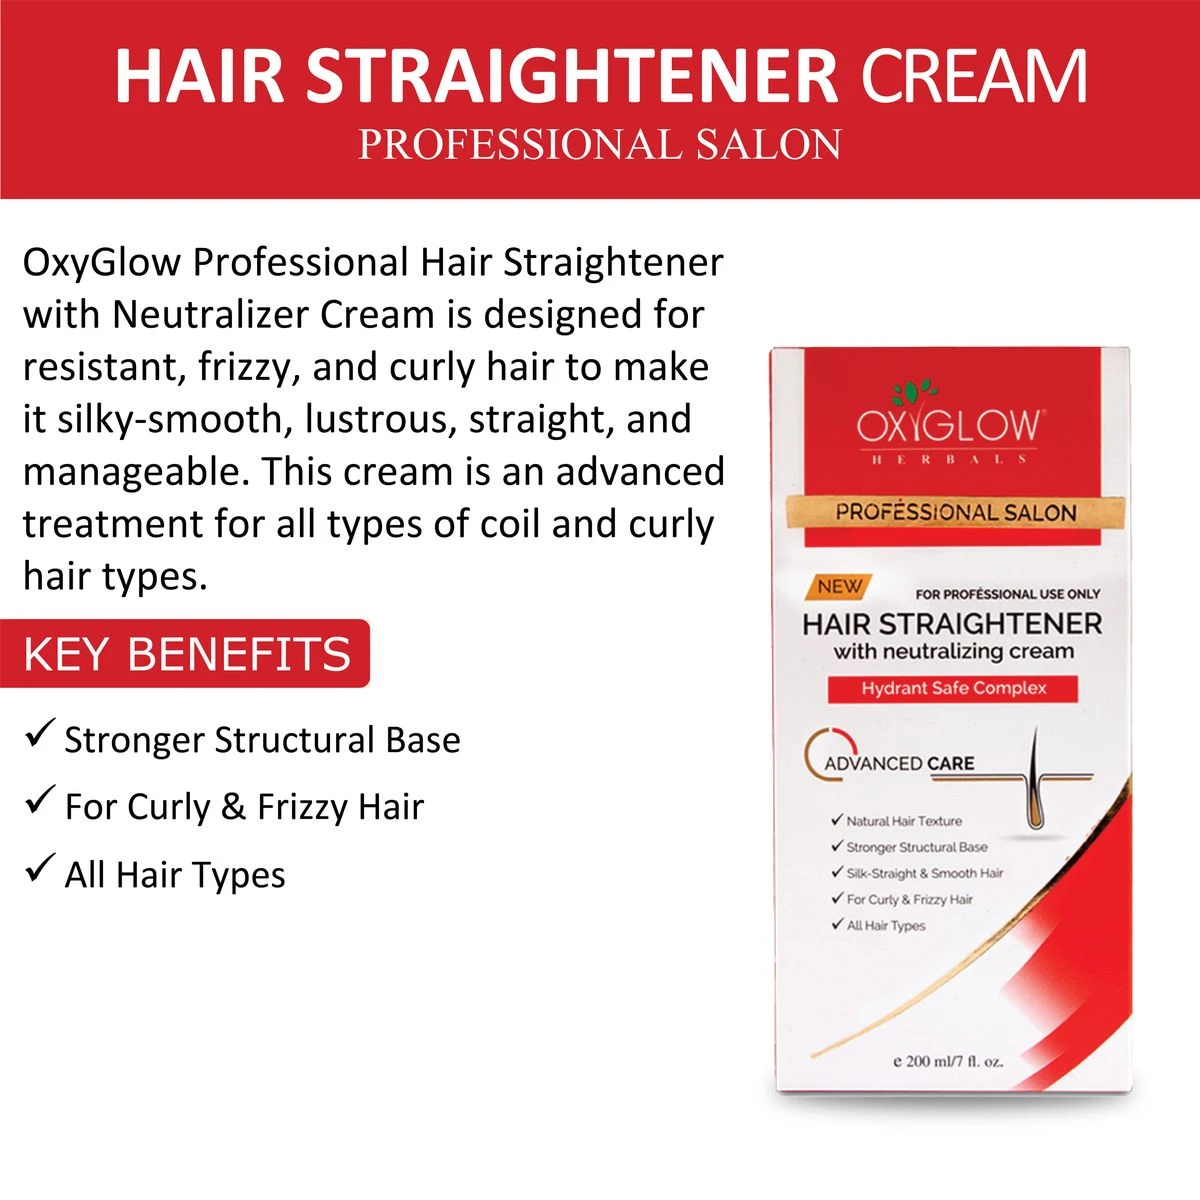 HAIR STRAIGHTENER CREAM
PROFESSIONAL SALON
OxyGlow Professional Hair Straightener
with Neutralizer Cream is designed for
resistant, frizzy, and curly hair to make
it silky-smooth, lustrous, straight, and
manageable. This cream is an advanced
treatment for all types of coil and curly
hair types.
KEY BENEFITS
✓ Stronger Structural Base
✓ For Curly & Frizzy Hair
✓ All Hair Types
OXYGLOW®
HERBALS
PROFÉSSIONAL SALON
NEW
FOR PROFÉSSIONAL USE ONLY
HAIR STRAIGHTENER
with neutralizing cream
Hydrant Safe Complex
ADVANCED CARE
✓ Natural Hair Texture
✓ Stronger Structural Base
✓ Silk-Straight & Smooth Hair
✓ For Curly & Frizzy Hair
✓ All Hair Types
e 200 ml/7 fl. oz.